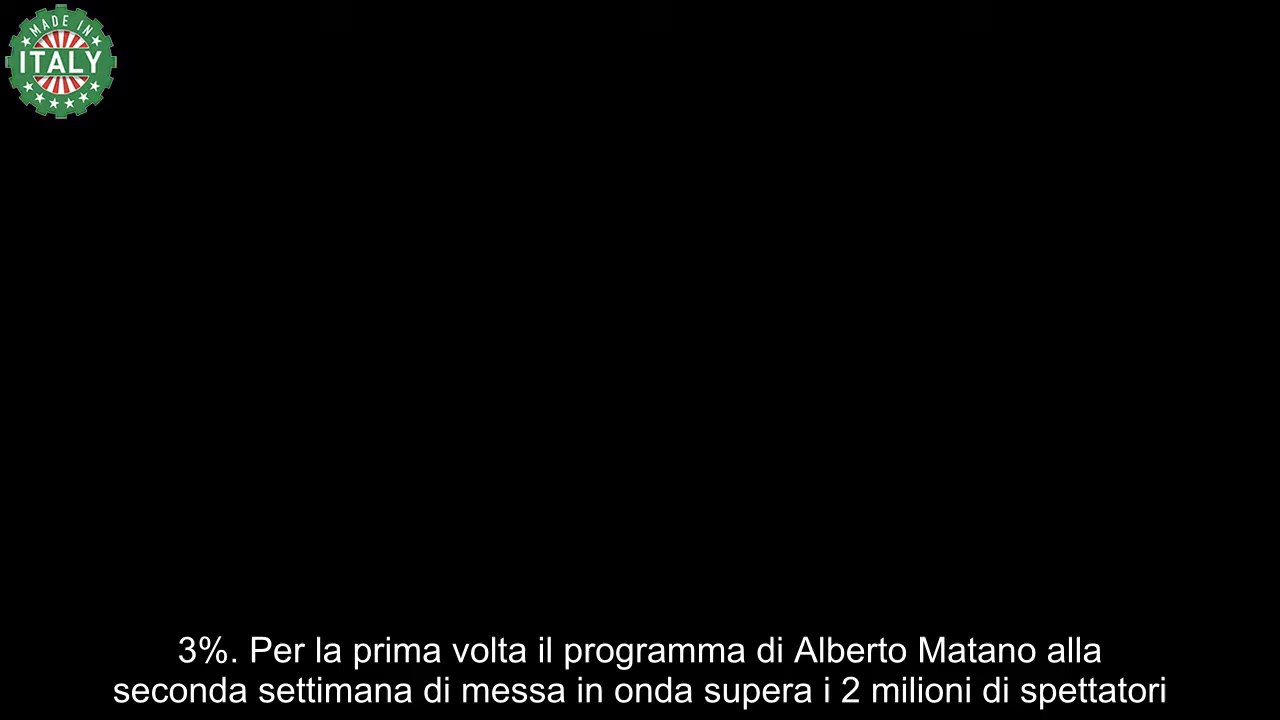 MADE IN
ITALY
3%. Per la prima volta il programma di Alberto Matano alla
seconda settimana di messa in onda supera i 2 milioni di spettatori